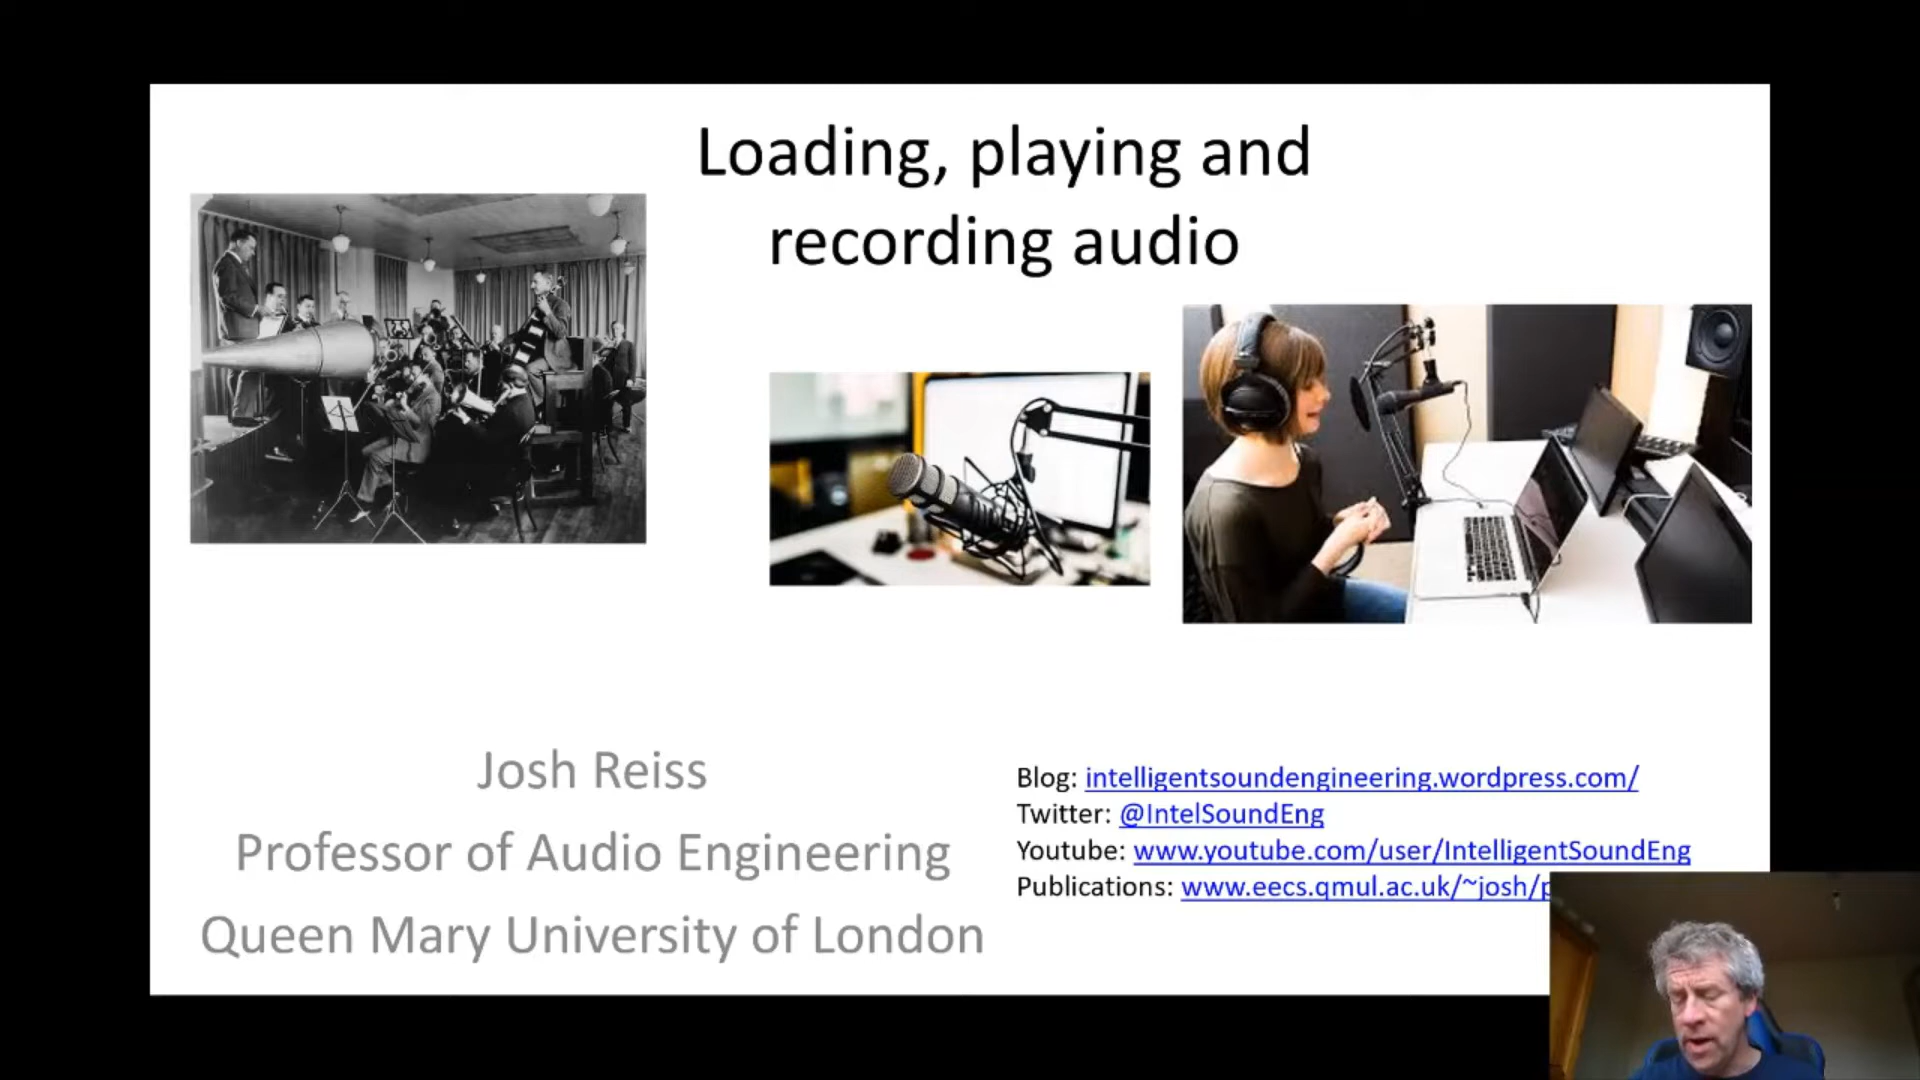 Loading, playing and
recording audio
Josh Reiss
Professor of Audio Engineering
Queen Mary University of London
Blog: intelligentsoundengineering.wordpress.com/
Twitter: @IntelSoundEng
Youtube: www.youtube.com/user/IntelligentSoundEng
Publications: www.eecs.qmul.ac.uk/~josh/